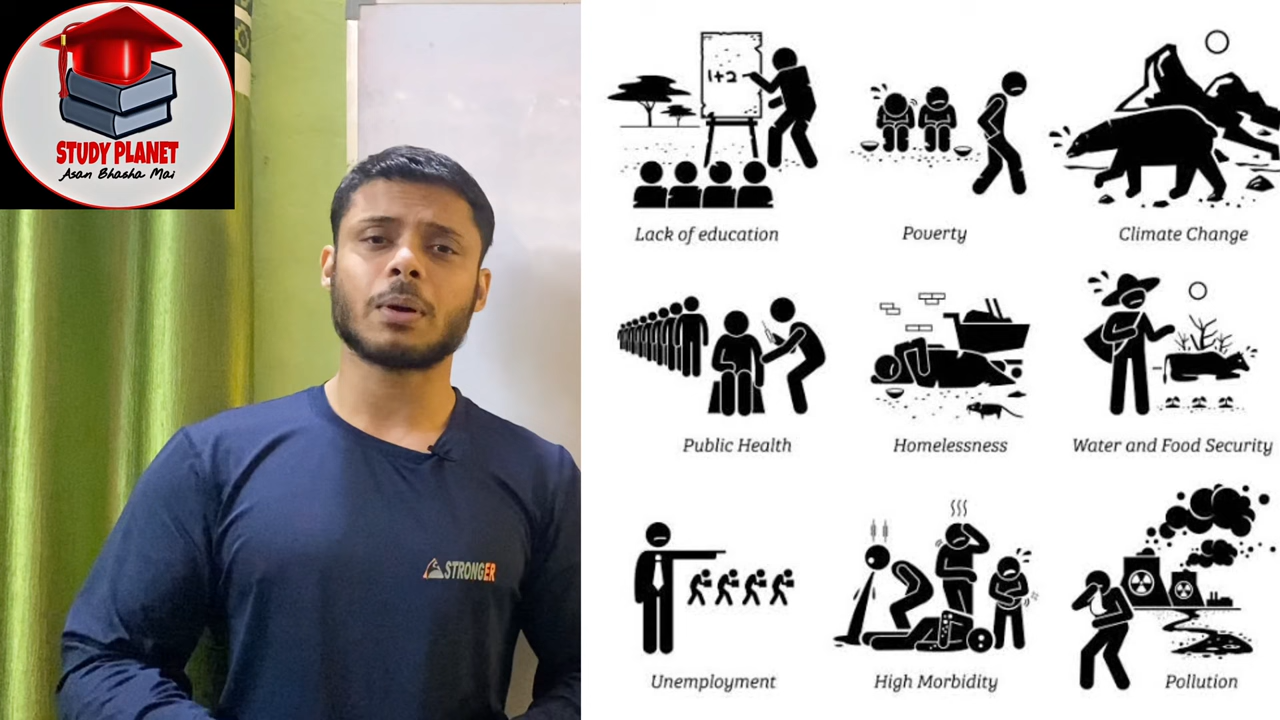 STUDY PLANET
Asan Bhasha Mai
STRONGER
1+2
Lack of education
Poverty
Climate Change
Public Health
Homelessness
Water and Food Security
Unemployment
High Morbidity
Pollution